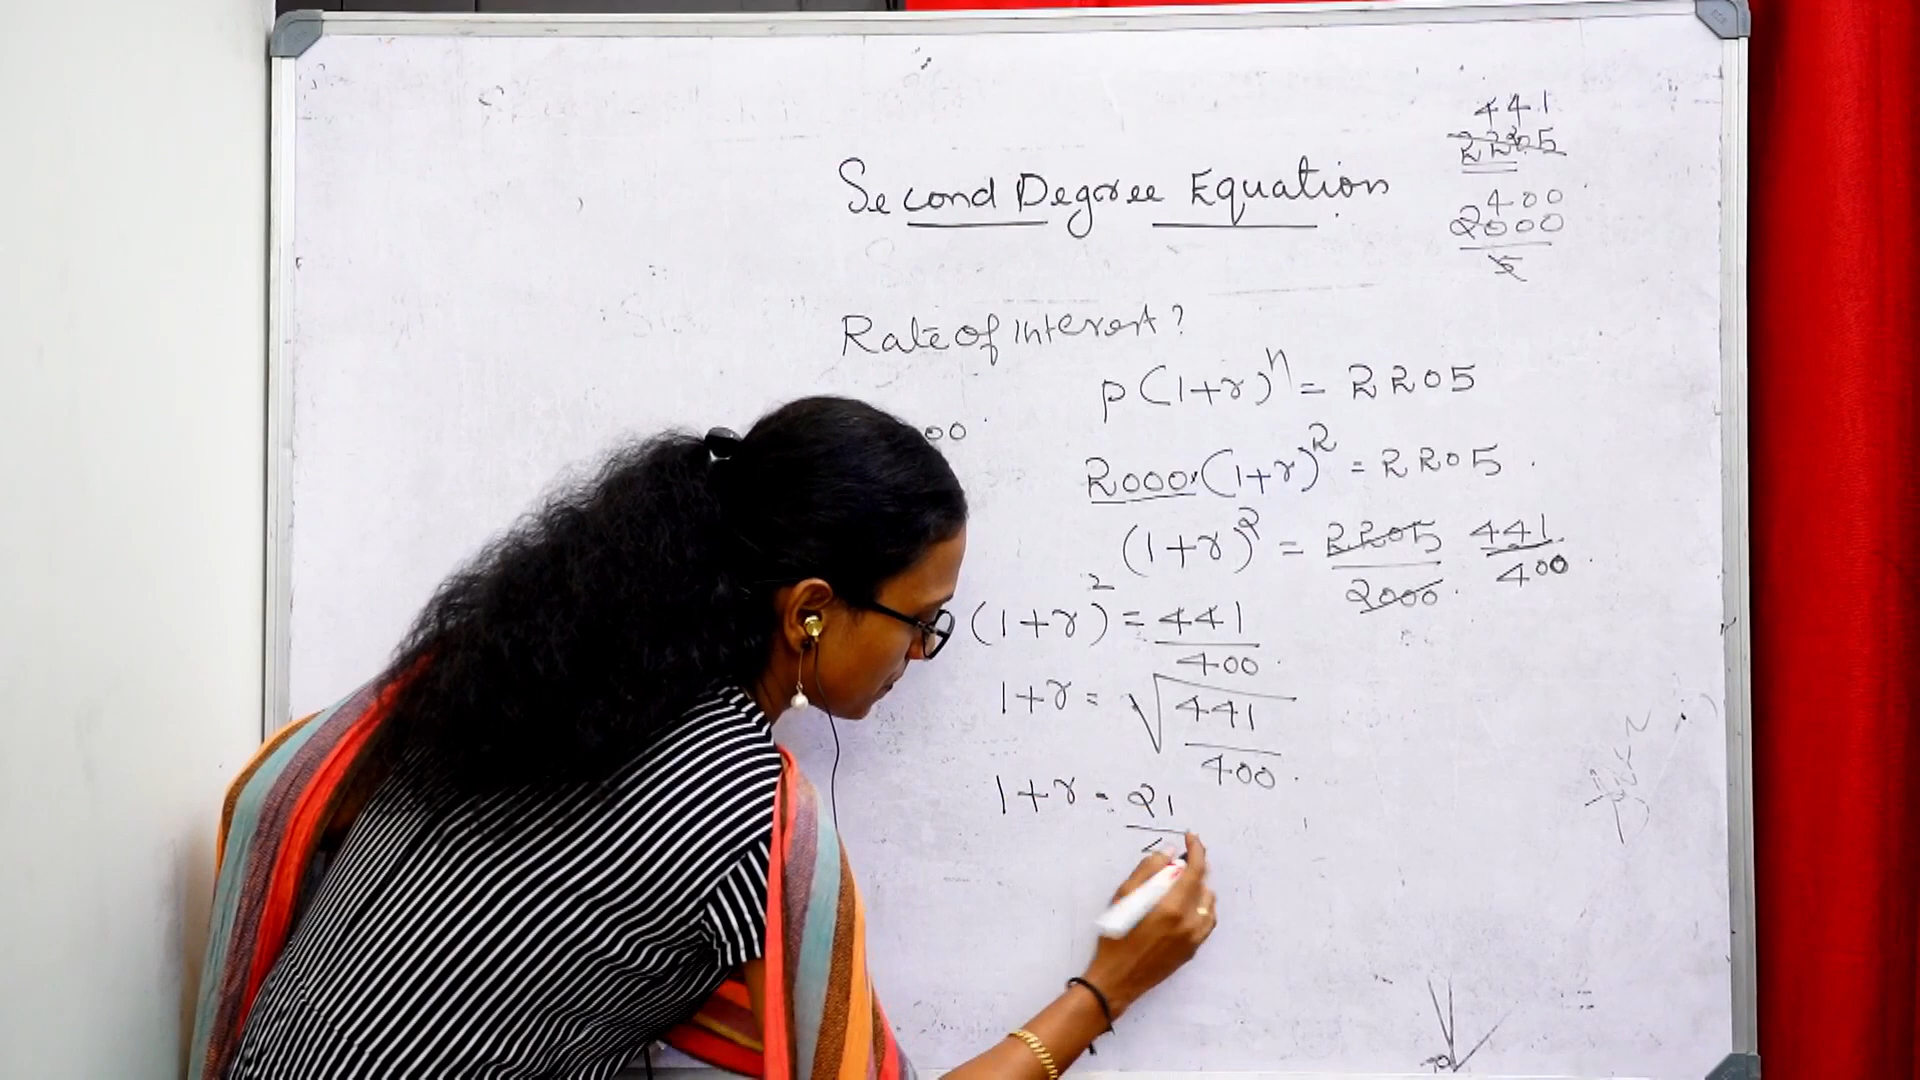 Second Degree Equation
441
2205
400
2000
5
Rate of interest?
p(1+r)ⁿ = 2205
00
2000.(1+r)² = 2205
(1+r)² = 2205/2000 441/400
(1+r)² = 441/400
1+r = √441/400
1+r = 21